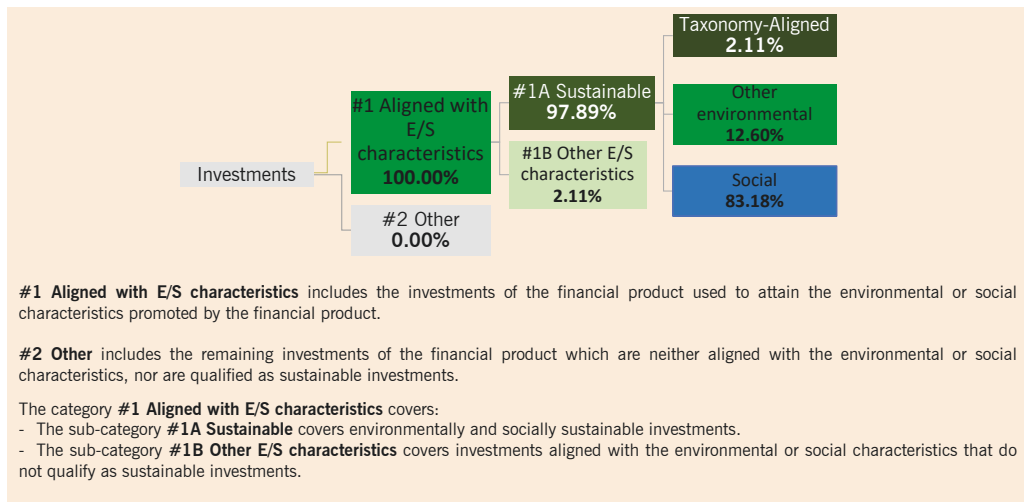 Investments
#1 Aligned with
E/S
characteristics
100.00%
#2 Other
0.00%
#1A Sustainable
97.89%
#1B Other E/S
characteristics
2.11%
Taxonomy-Aligned
2.11%
Other
environmental
12.60%
Social
83.18%
#1 Aligned with E/S characteristics includes the investments of the financial product used to attain the environmental or social
characteristics promoted by the financial product.
#2 Other includes the remaining investments of the financial product which are neither aligned with the environmental or social
characteristics, nor are qualified as sustainable investments.
The category #1 Aligned with E/S characteristics covers:
- The sub-category #1A Sustainable covers environmentally and socially sustainable investments.
- The sub-category #1B Other E/S characteristics covers investments aligned with the environmental or social characteristics that do
not qualify as sustainable investments.